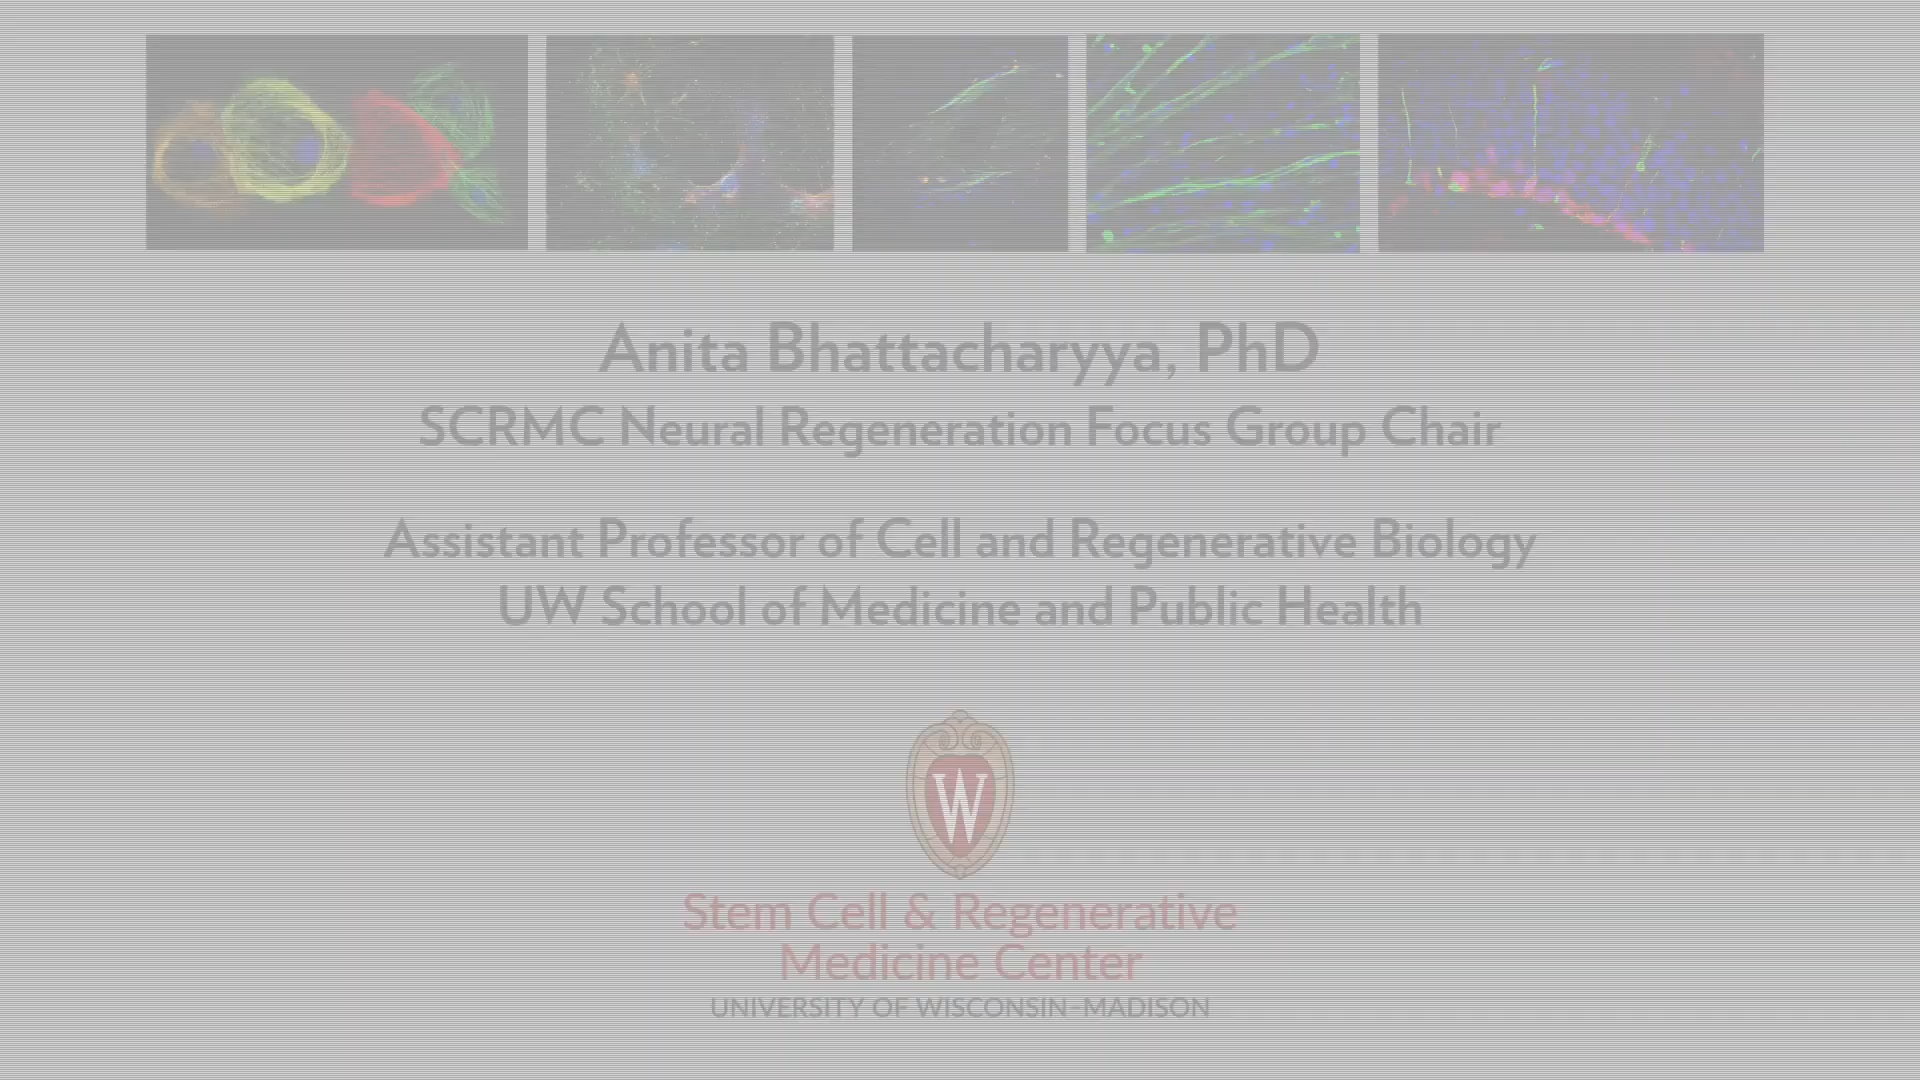 Anita Bhattacharyya, PhD
SCRMC Neural Regeneration Focus Group Chair
Assistant Professor of Cell and Regenerative Biology
UW School of Medicine and Public Health
W
Stem Cell & Regenerative
Medicine Center
UNIVERSITY OF WISCONSIN–MADISON